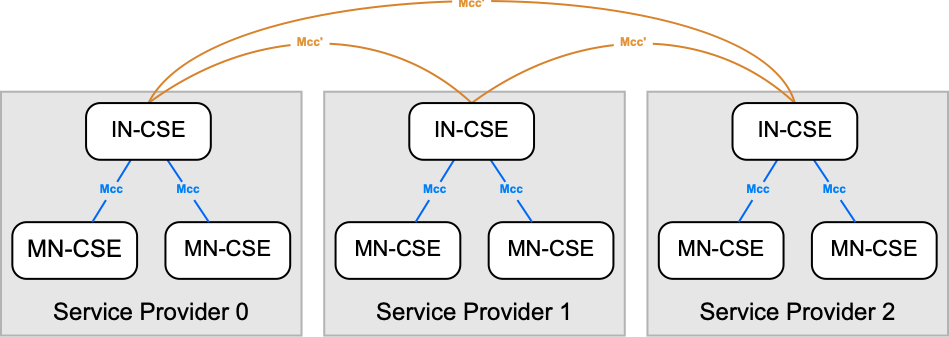 Mcc'
Mcc' Mcc'
IN-CSE IN-CSE IN-CSE
Mcc Mcc Mcc Mcc Mcc Mcc
MN-CSE MN-CSE MN-CSE MN-CSE MN-CSE MN-CSE
Service Provider 0 Service Provider 1 Service Provider 2